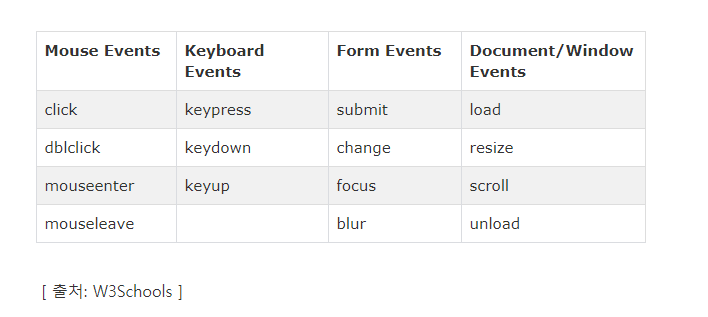 Mouse Events Keyboard Events Form Events Document/Window Events
click keypress submit load
dblclick keydown change resize
mouseenter keyup focus scroll
mouseleave blur unload
[ 출처: W3Schools ]